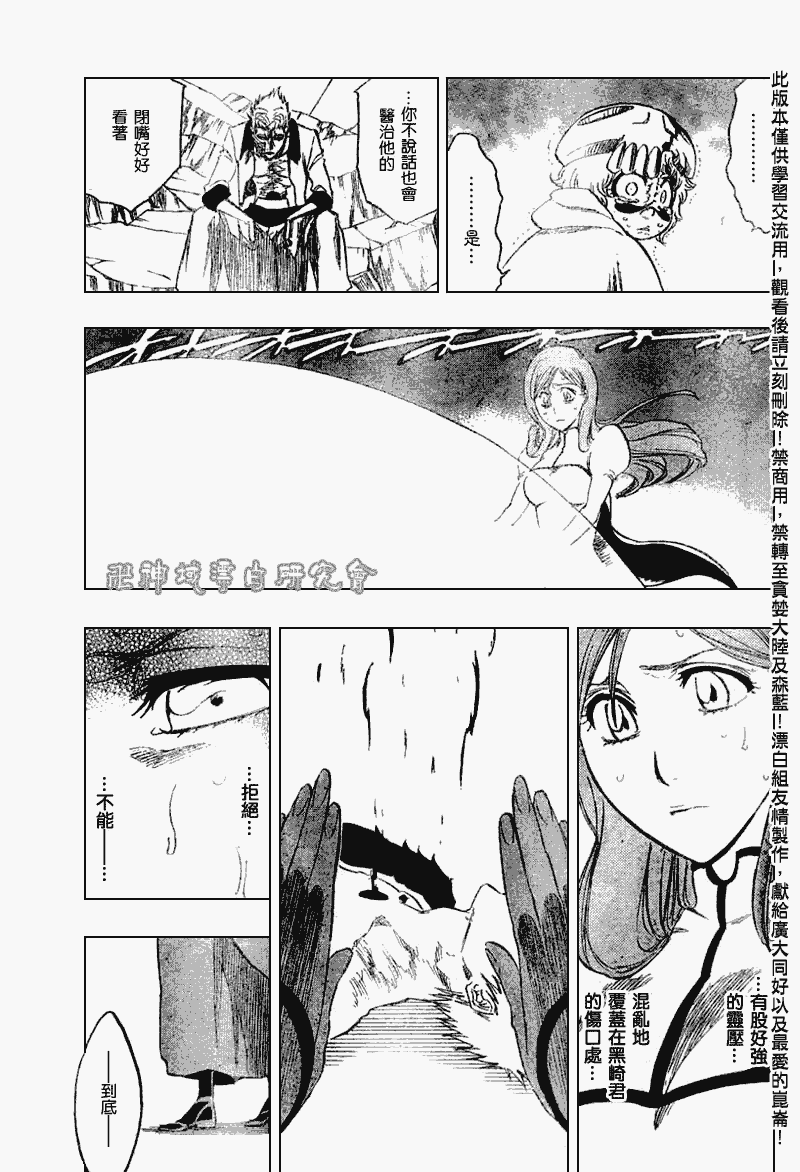 …………
………是…
…你不說話也會
醫治他的
閉嘴好好
看著
…有股好強
的靈壓…
混亂地
覆蓋在黑崎君
的傷口處…
…拒絕…
…不能——…
——到底——
卍神域漂白研究會
此版本僅供學習交流用，觀看後請立刻刪除！禁商用，禁轉至貪婪大陸及森藍！漂白組友情製作，獻給廣大同好以及最愛的崑崙！